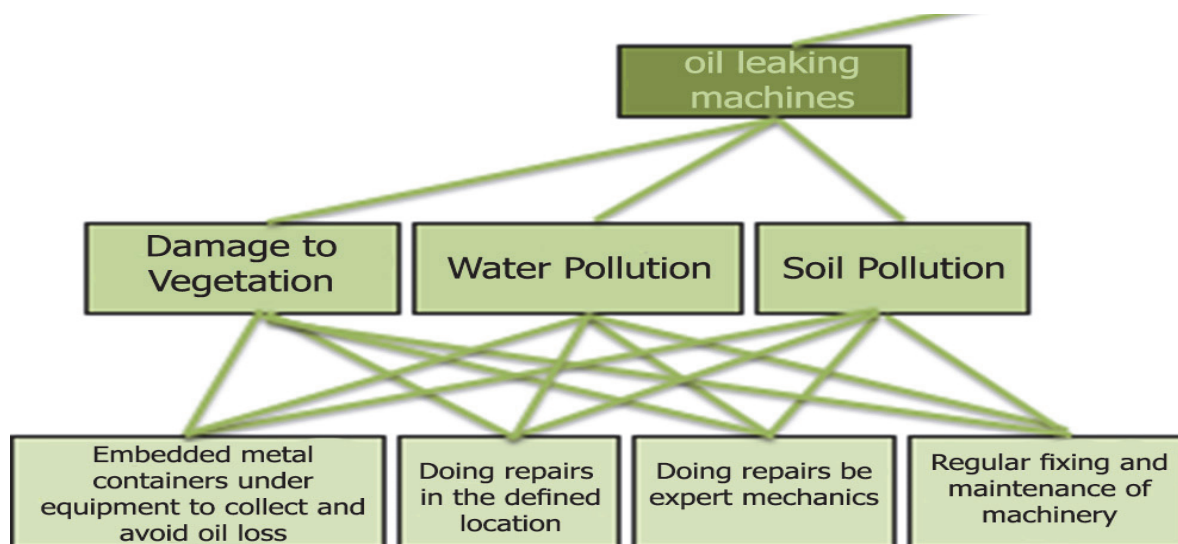 oil leaking
machines
Damage to
Vegetation
Water Pollution
Soil Pollution
Embedded metal
containers under
equipment to collect and
avoid oil loss
Doing repairs
in the defined
location
Doing repairs be
expert mechanics
Regular fixing and
maintenance of
machinery